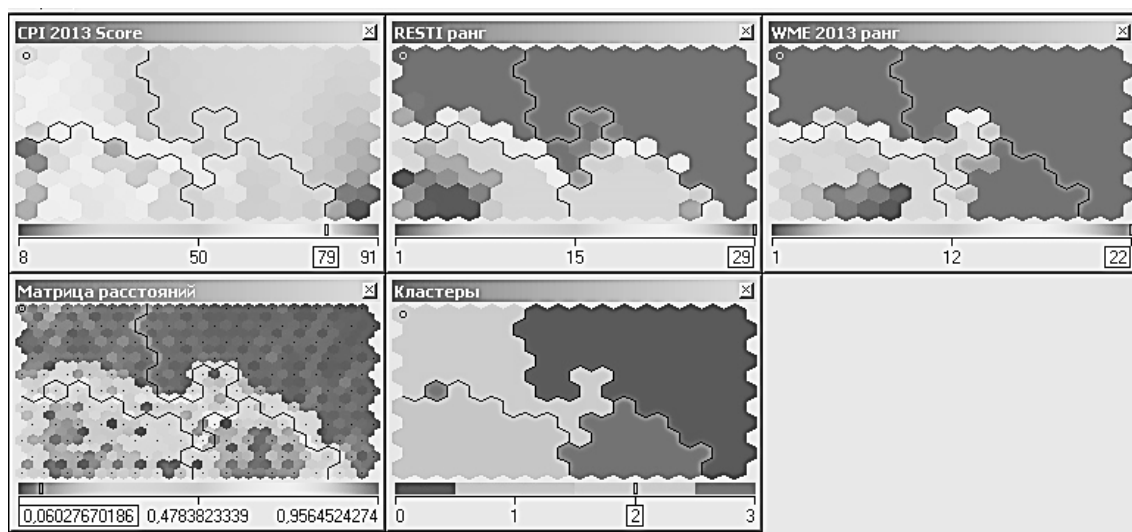 CPI 2013 Score
RESTI ранг
WME 2013 ранг
8 50 79 91
1 15 29
1 12 22
Матрица расстояний
Кластеры
0,06027670186 0,4783823339 0,9564524274
0 1 2 3